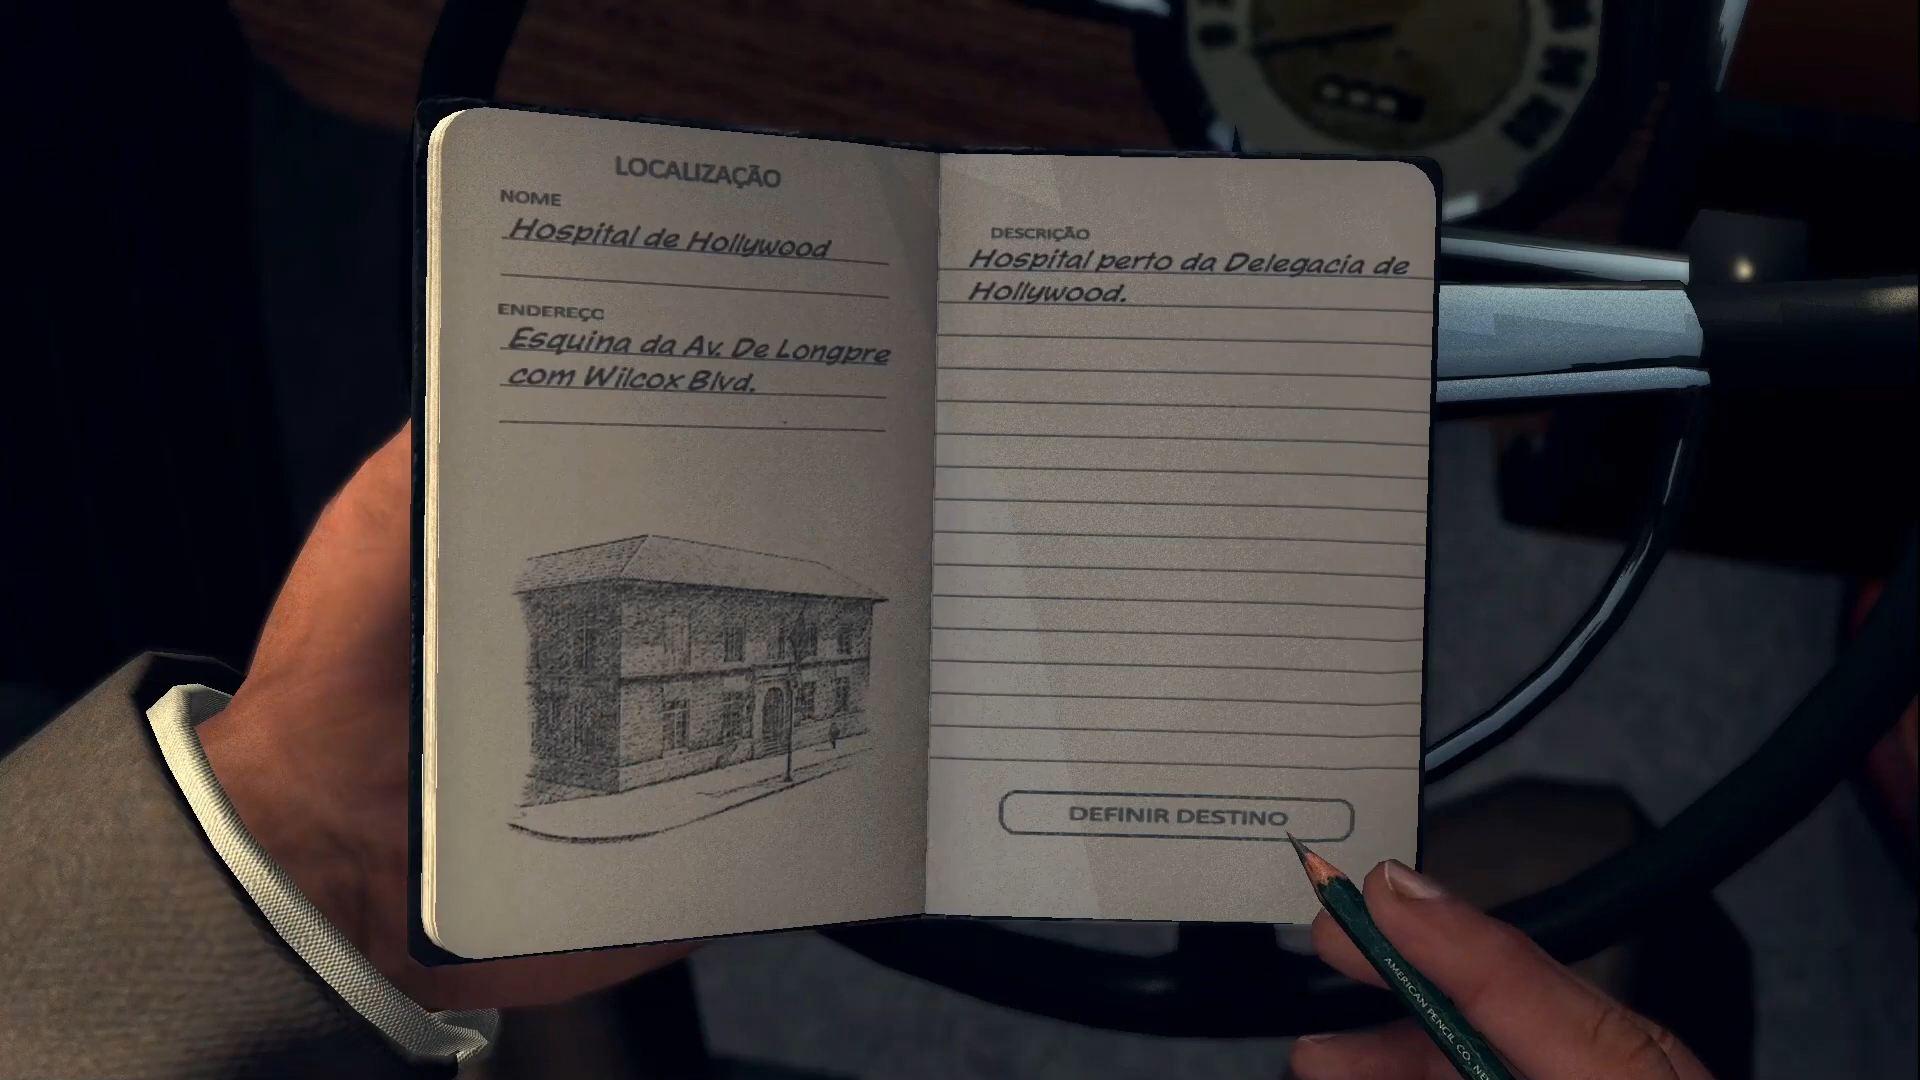 LOCALIZAÇÃO
NOME
Hospital de Hollywood
ENDEREÇO
Esquina da Av. De Longpre
com Wilcox Blvd.
DESCRIÇÃO
Hospital perto da Delegacia de
Hollywood.
DEFINIR DESTINO
AMERICAN PENCIL CO.